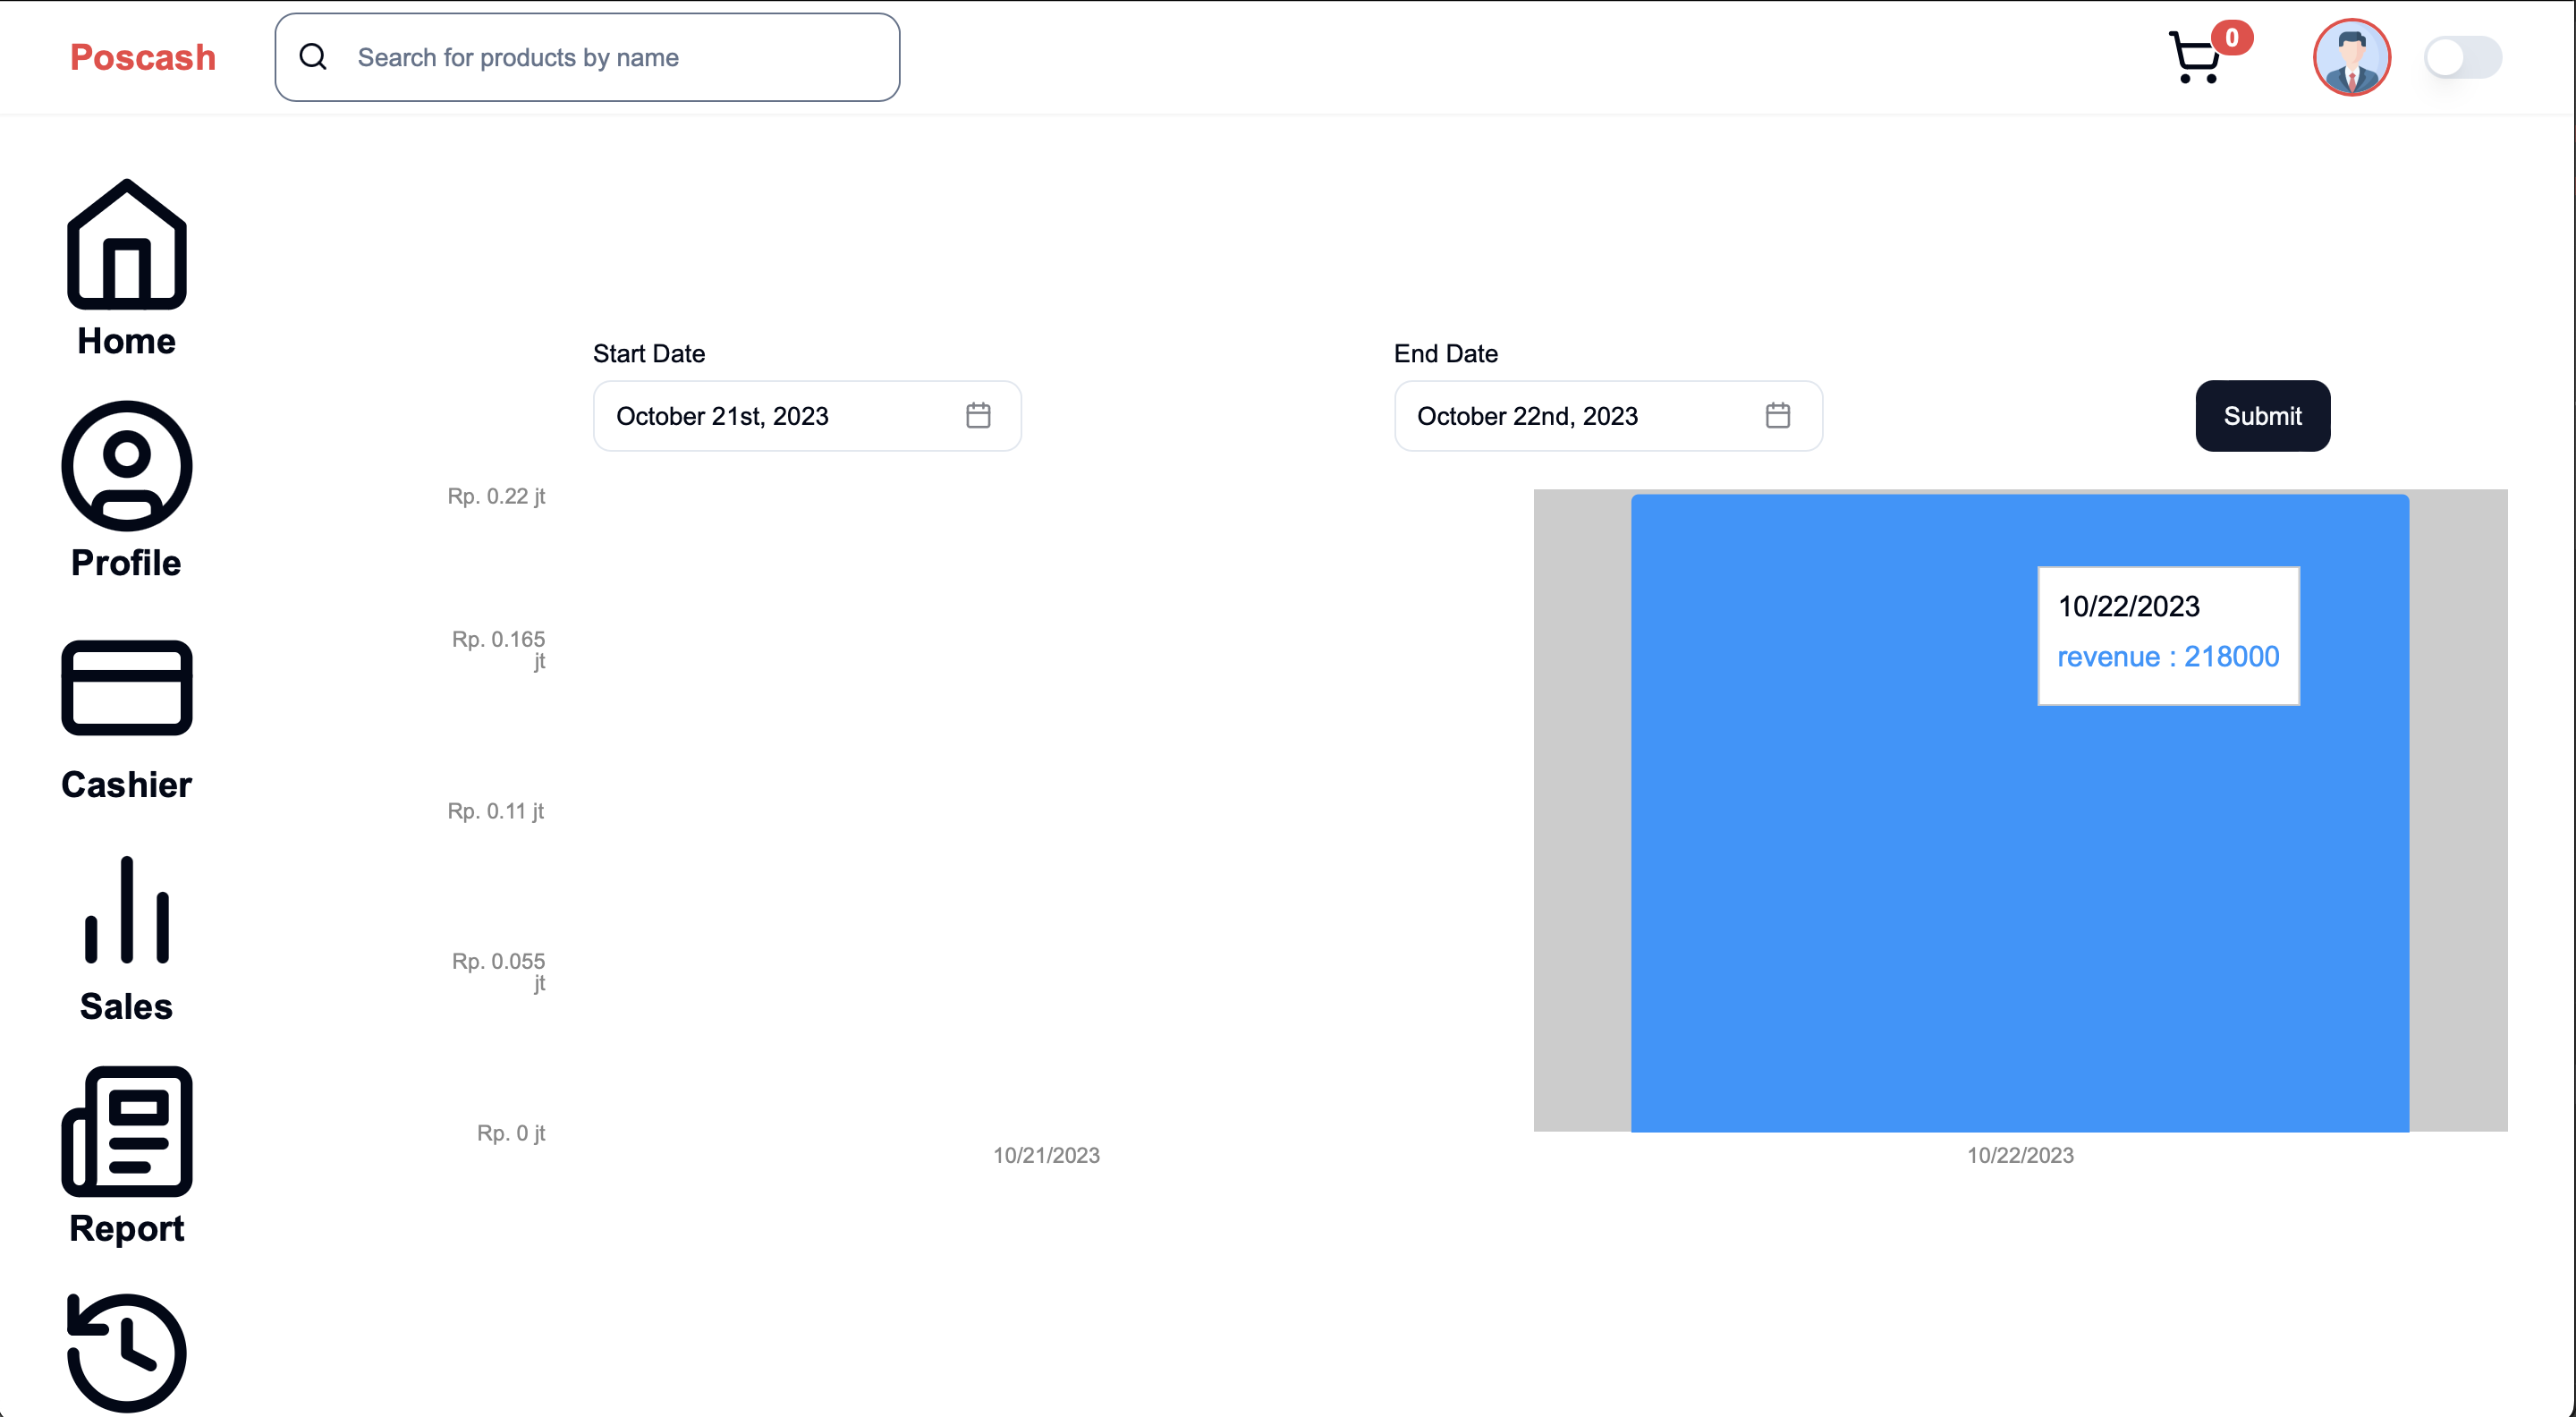 Poscash
Search for products by name
0
Home
Profile
Cashier
Sales
Report
Start Date
October 21st, 2023
End Date
October 22nd, 2023
Submit
Rp. 0.22 jt
Rp. 0.165
jt
Rp. 0.11 jt
Rp. 0.055
jt
Rp. 0 jt
10/22/2023
revenue : 218000
10/21/2023
10/22/2023